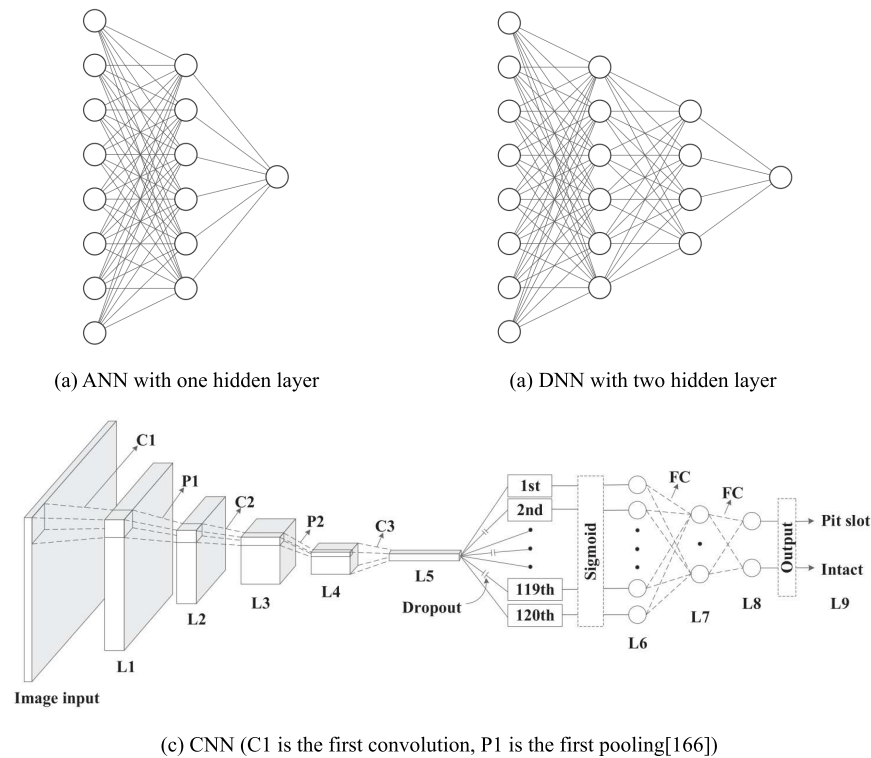 (a) ANN with one hidden layer
(a) DNN with two hidden layer
C1
P1
C2
P2
C3
L1
L2
L3
L4
L5
Image input
Dropout
1st
2nd
119th
120th
Sigmoid
FC
FC
L6
L7
L8
Output
Pit slot
Intact
L9
(c) CNN (C1 is the first convolution, P1 is the first pooling[166])